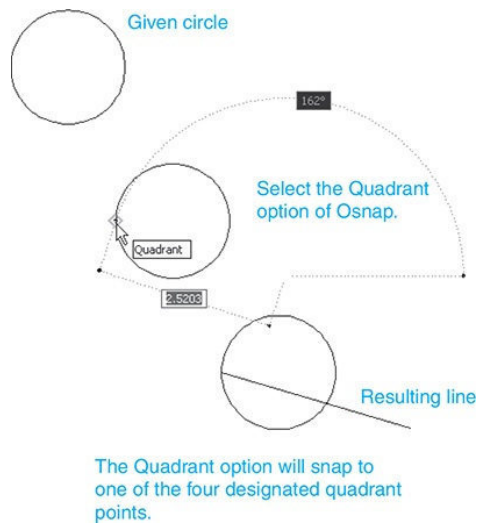 Given circle
162°
Select the Quadrant
option of Osnap.
Quadrant
2.5203
Resulting line
The Quadrant option will snap to
one of the four designated quadrant
points.